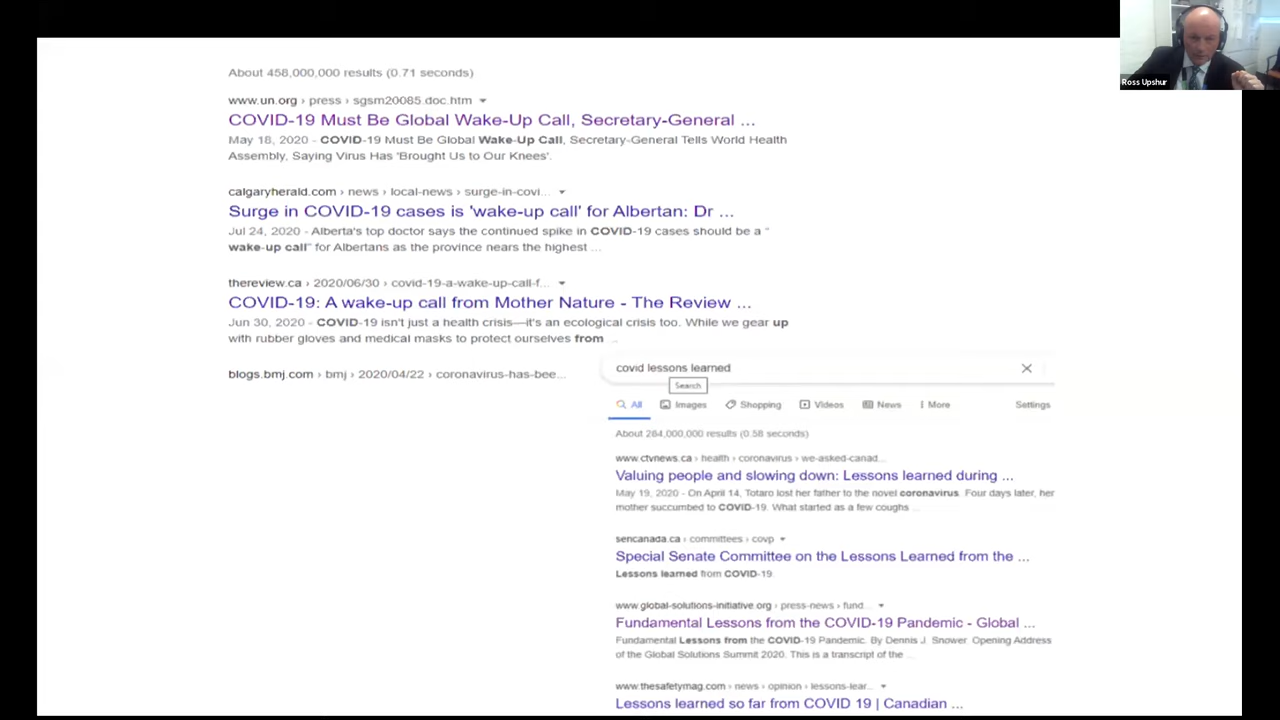 About 458,000,000 results (0.71 seconds)
www.un.org › press › sgsm20085.doc.htm
COVID-19 Must Be Global Wake-Up Call, Secretary-General ...
May 18, 2020 - COVID-19 Must Be Global Wake-Up Call, Secretary-General Tells World Health
Assembly, Saying Virus Has 'Brought Us to Our Knees'.
calgaryherald.com › news › local-news › surge-in-covi...
Surge in COVID-19 cases is 'wake-up call' for Albertan: Dr ...
Jul 24, 2020 - Alberta's top doctor says the continued spike in COVID-19 cases should be a "
wake-up call" for Albertans as the province nears the highest ...
thereview.ca › 2020/06/30 › covid-19-a-wake-up-call-f...
COVID-19: A wake-up call from Mother Nature - The Review ...
Jun 30, 2020 - COVID-19 isn't just a health crisis—it's an ecological crisis too. While we gear up
with rubber gloves and medical masks to protect ourselves from ...
blogs.bmj.com › bmj › 2020/04/22 › coronavirus-has-bee...
covid lessons learned
Search
All Images Shopping Videos News More Settings
About 264,000,000 results (0.58 seconds)
www.ctvnews.ca › health › coronavirus › we-asked-canad...
Valuing people and slowing down: Lessons learned during ...
May 19, 2020 - On April 14, Totaro lost her father to the novel coronavirus. Four days later, her
mother succumbed to COVID-19. What started as a few coughs ...
sencanada.ca › committees › covp
Special Senate Committee on the Lessons Learned from the ...
Lessons learned from COVID-19.
www.global-solutions-initiative.org › press-news › fund...
Fundamental Lessons from the COVID-19 Pandemic - Global ...
Fundamental Lessons from the COVID-19 Pandemic. By Dennis J. Snower Opening Address
of the Global Solutions Summit 2020. This is a transcript of the ...
www.thesafetymag.com › news › opinion › lessons-lear...
Lessons learned so far from COVID 19 | Canadian ...
Ross Upshur